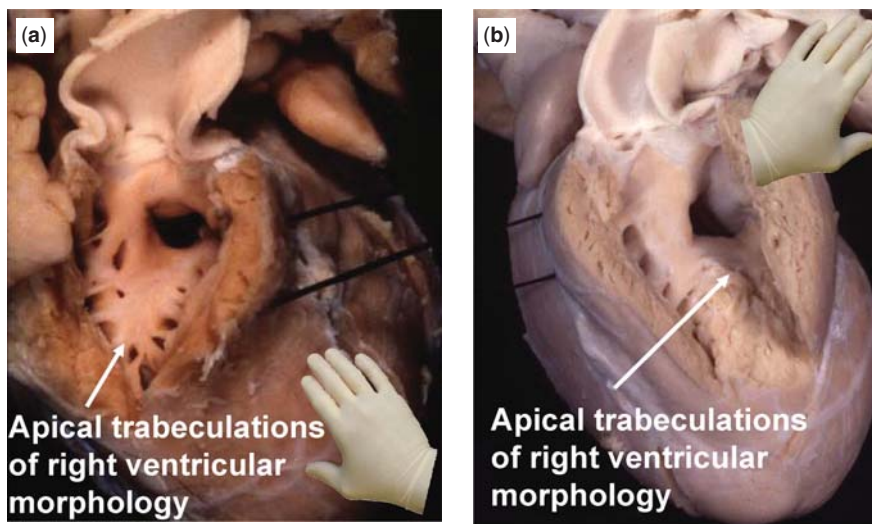 (a)
Apical trabeculations
of right ventricular
morphology
(b)
Apical trabeculations
of right ventricular
morphology